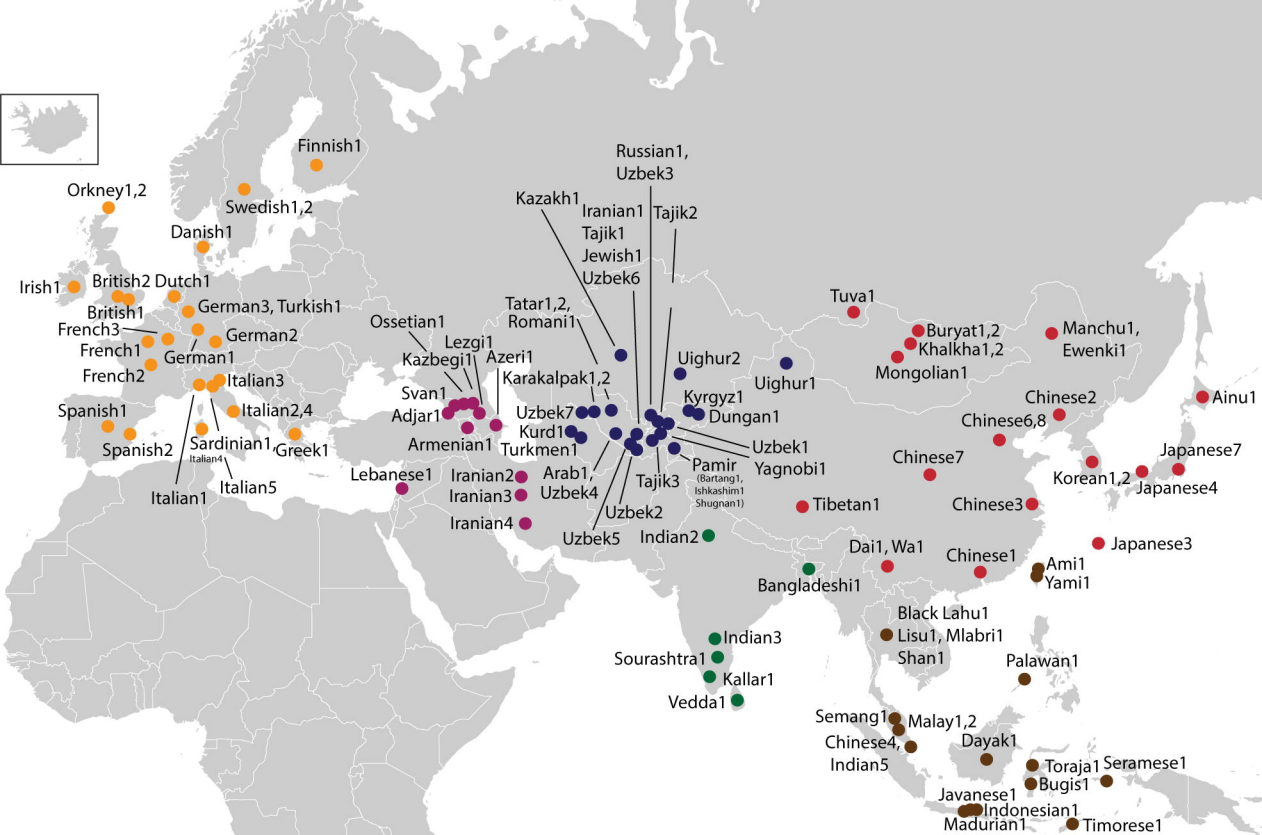 Finnish1
Orkney1,2
Swedish1,2
Danish1
Irish1
British2
Dutch1
British1
German3, Turkish1
French3
German2
French1
German1
French2
Italian3
Spanish1
Italian2,4
Spanish2
Sardinian1,
Italian4
Greek1
Italian1
Italian5
Russian1,
Uzbek3
Kazakh1
Iranian1
Tajik1
Jewish1
Uzbek6
Tajik2
Tatar1,2,
Romani1
Ossetian1
Lezgi1
Kazbegi1
Azeri1
Svan1
Karakalpak1,2
Adjar1
Armenian1
Uzbek7
Kurd1
Turkmen1
Lebanese1
Iranian2
Iranian3
Iranian4
Arab1,
Uzbek4
Uzbek5
Uzbek2
Tajik3
Uighur2
Uighur1
Kyrgyz1
Dungan1
Uzbek1
Yagnobi1
Pamir
(Bartang1,
Ishkashim1
Shugnan1)
Indian2
Bangladeshi1
Indian3
Sourashtra1
Kallar1
Vedda1
Tuva1
Buryat1,2
Khalkha1,2
Mongolian1
Manchu1,
Ewenki1
Chinese2
Ainu1
Chinese6,8
Chinese7
Japanese7
Korean1,2
Japanese4
Tibetan1
Chinese3
Japanese3
Dai1, Wa1
Chinese1
Ami1
Yami1
Black Lahu1
Lisu1, Mlabri1
Shan1
Palawan1
Semang1
Malay1,2
Chinese4,
Indian5
Dayak1
Toraja1
Seramese1
Bugis1
Javanese1
Indonesian1
Madurian1
Timorese1